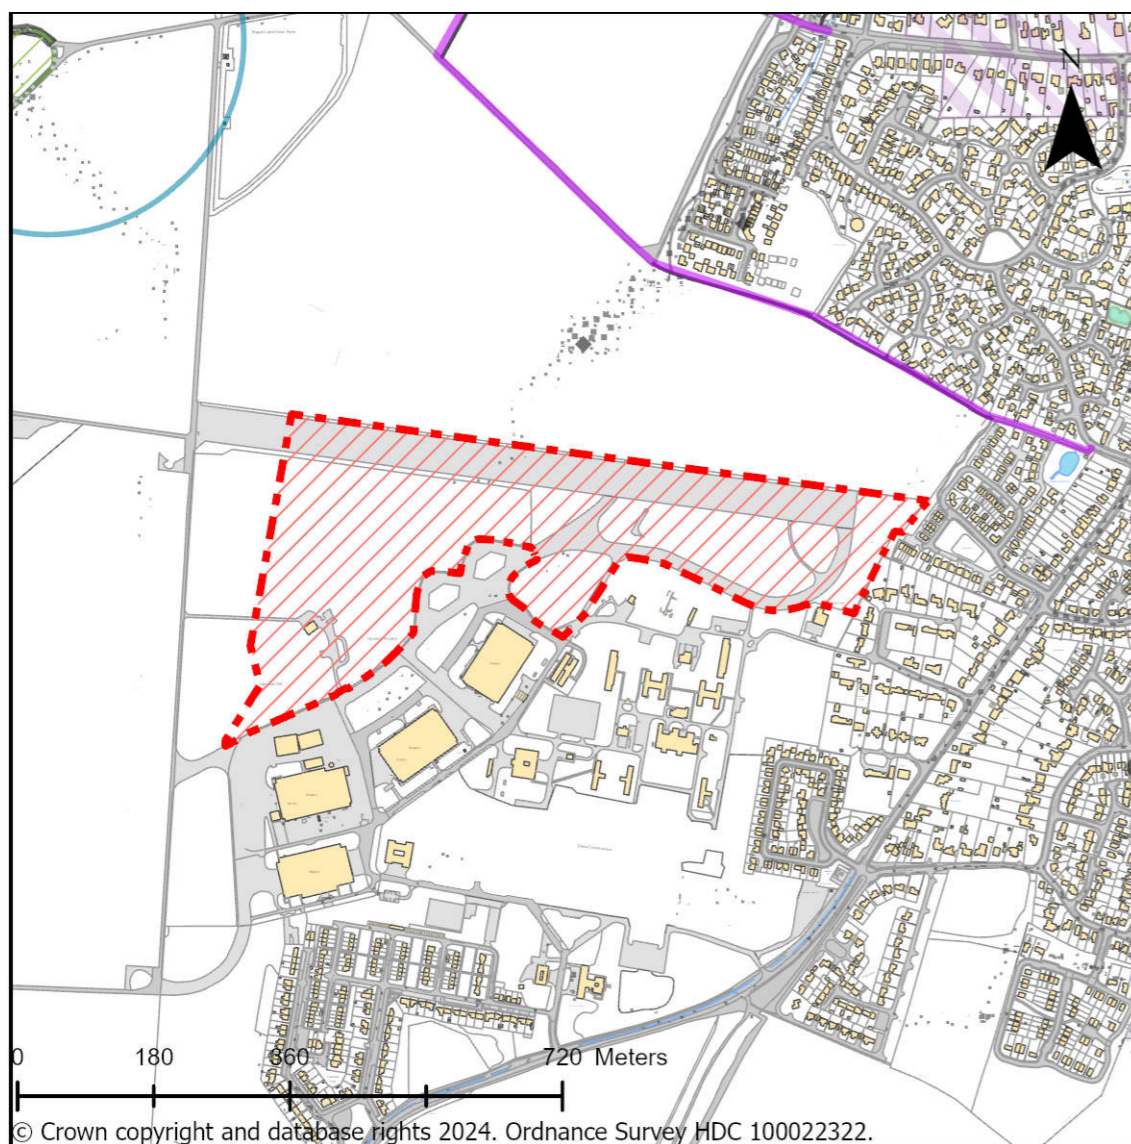 N
0 180 360 720 Meters
© Crown copyright and database rights 2024. Ordnance Survey HDC 100022322.